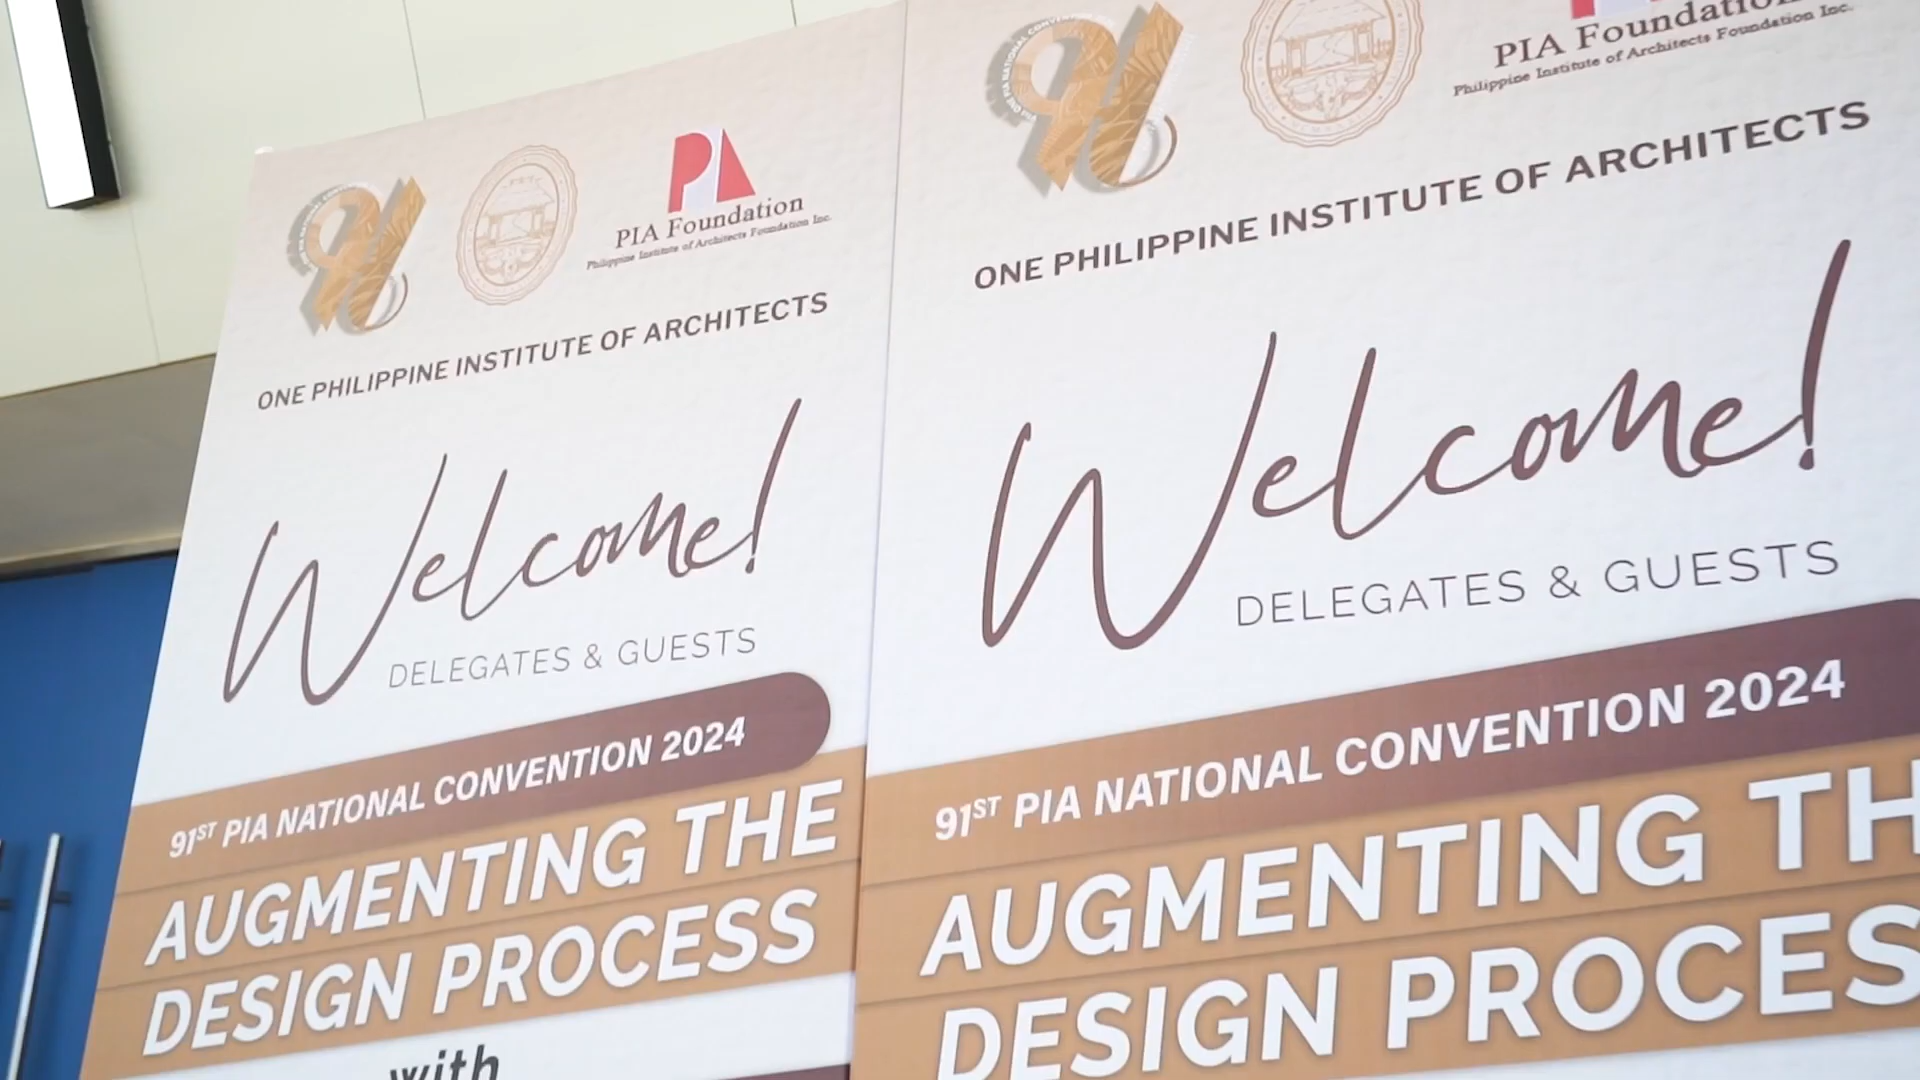 PIA Foundation
Philippine Institute of Architects Foundation Inc.
ONE PHILIPPINE INSTITUTE OF ARCHITECTS
Welcome!
DELEGATES & GUESTS
91ST PIA NATIONAL CONVENTION 2024
AUGMENTING THE
DESIGN PROCESS
with
PIA Foundation
Philippine Institute of Architects Foundation Inc.
ONE PHILIPPINE INSTITUTE OF ARCHITECTS
Welcome!
DELEGATES & GUESTS
91ST PIA NATIONAL CONVENTION 2024
AUGMENTING TH
DESIGN PROCES